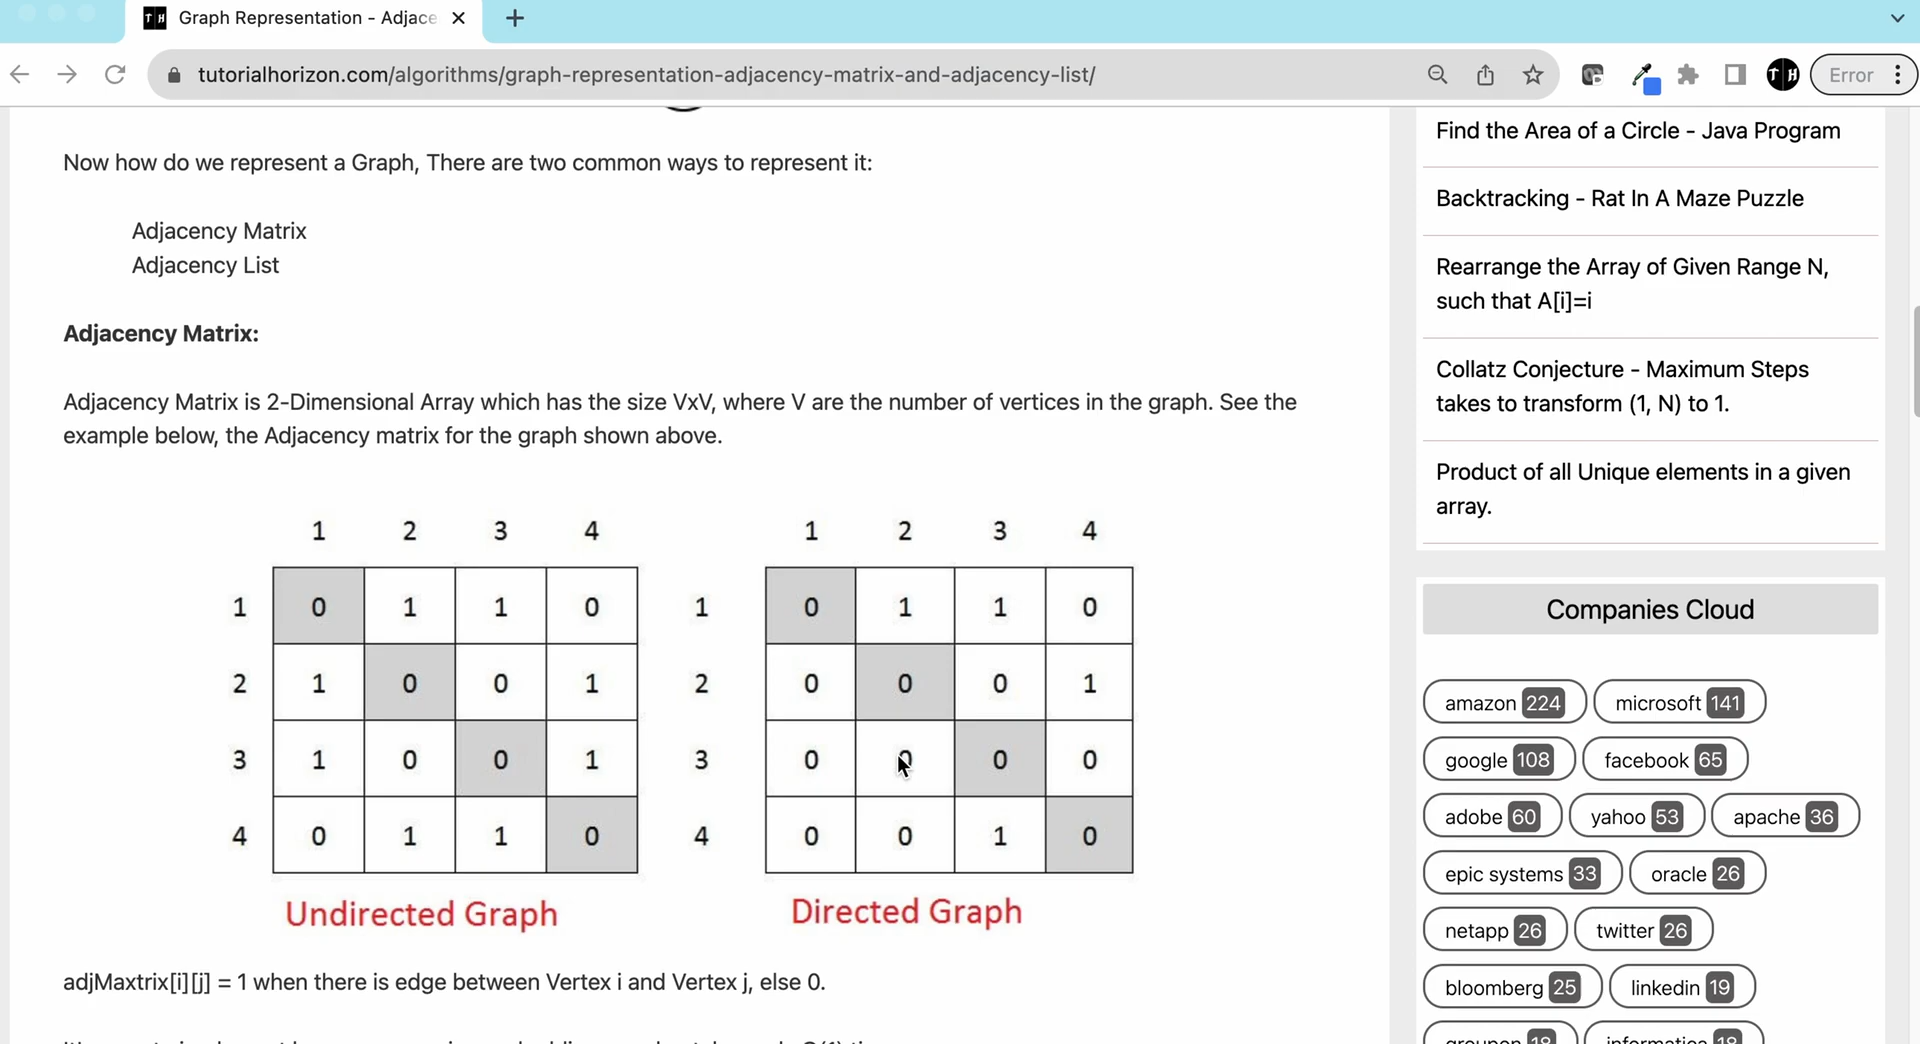 Graph Representation - Adjace
tutorialhorizon.com/algorithms/graph-representation-adjacency-matrix-and-adjacency-list/
T H
Error
Now how do we represent a Graph, There are two common ways to represent it:
Adjacency Matrix
Adjacency List
Adjacency Matrix:
Adjacency Matrix is 2-Dimensional Array which has the size VxV, where V are the number of vertices in the graph. See the
example below, the Adjacency matrix for the graph shown above.
1 2 3 4
1 0 1 1 0
2 1 0 0 1
3 1 0 0 1
4 0 1 1 0
Undirected Graph
1 2 3 4
1 0 1 1 0
2 0 0 0 1
3 0 0 0 0
4 0 0 1 0
Directed Graph
adjMaxtrix[i][j] = 1 when there is edge between Vertex i and Vertex j, else 0.
Find the Area of a Circle - Java Program
Backtracking - Rat In A Maze Puzzle
Rearrange the Array of Given Range N,
such that A[i]=i
Collatz Conjecture - Maximum Steps
takes to transform (1, N) to 1.
Product of all Unique elements in a given
array.
Companies Cloud
amazon 224 microsoft 141
google 108 facebook 65
adobe 60 yahoo 53 apache 36
epic systems 33 oracle 26
netapp 26 twitter 26
bloomberg 25 linkedin 19